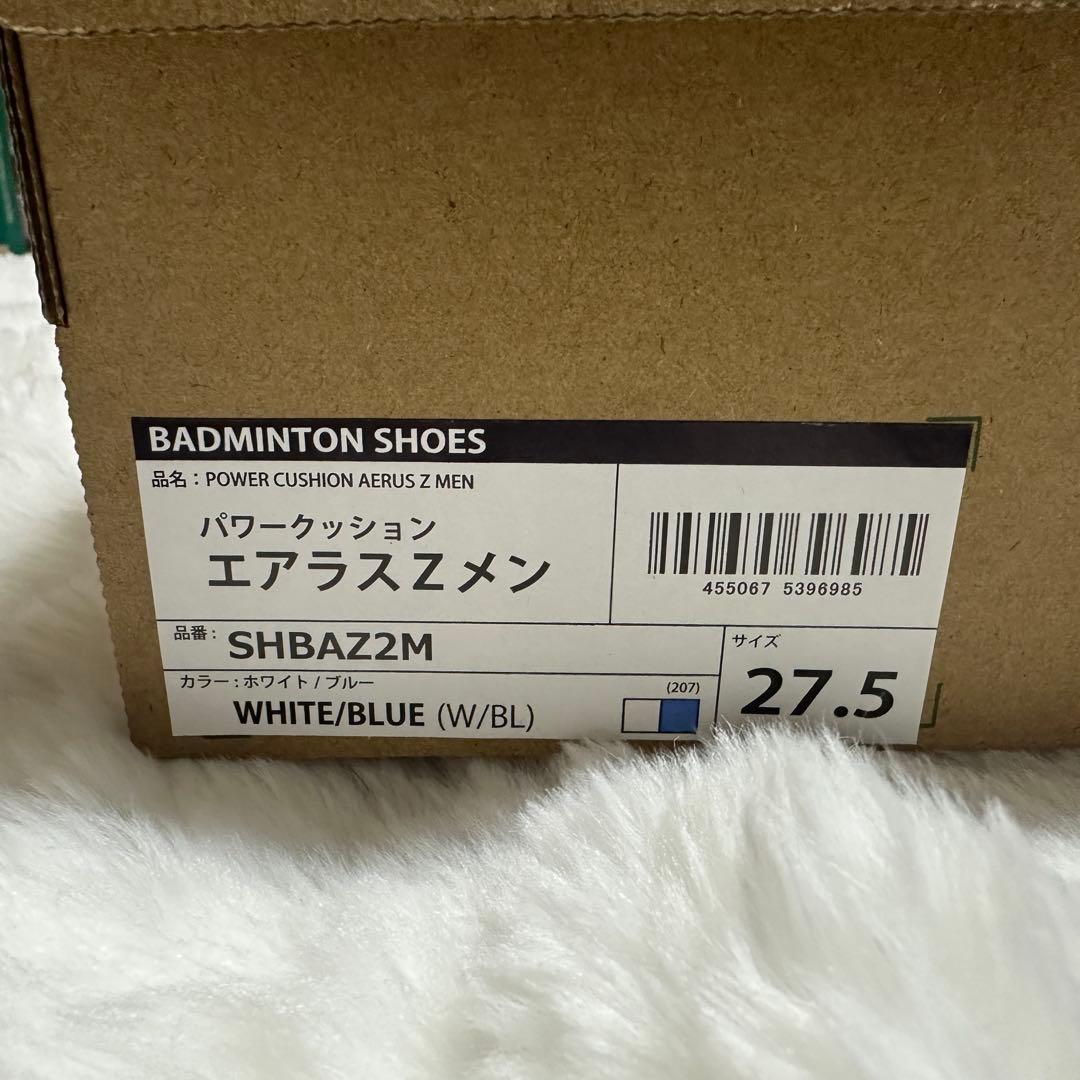 BADMINTON SHOES
品名：POWER CUSHION AERUS Z MEN
パワークッション
エアラスZメン
455067 5396985
品番：SHBAZ2M
カラー：ホワイト / ブルー
WHITE/BLUE (W/BL)
(207)
サイズ
27.5